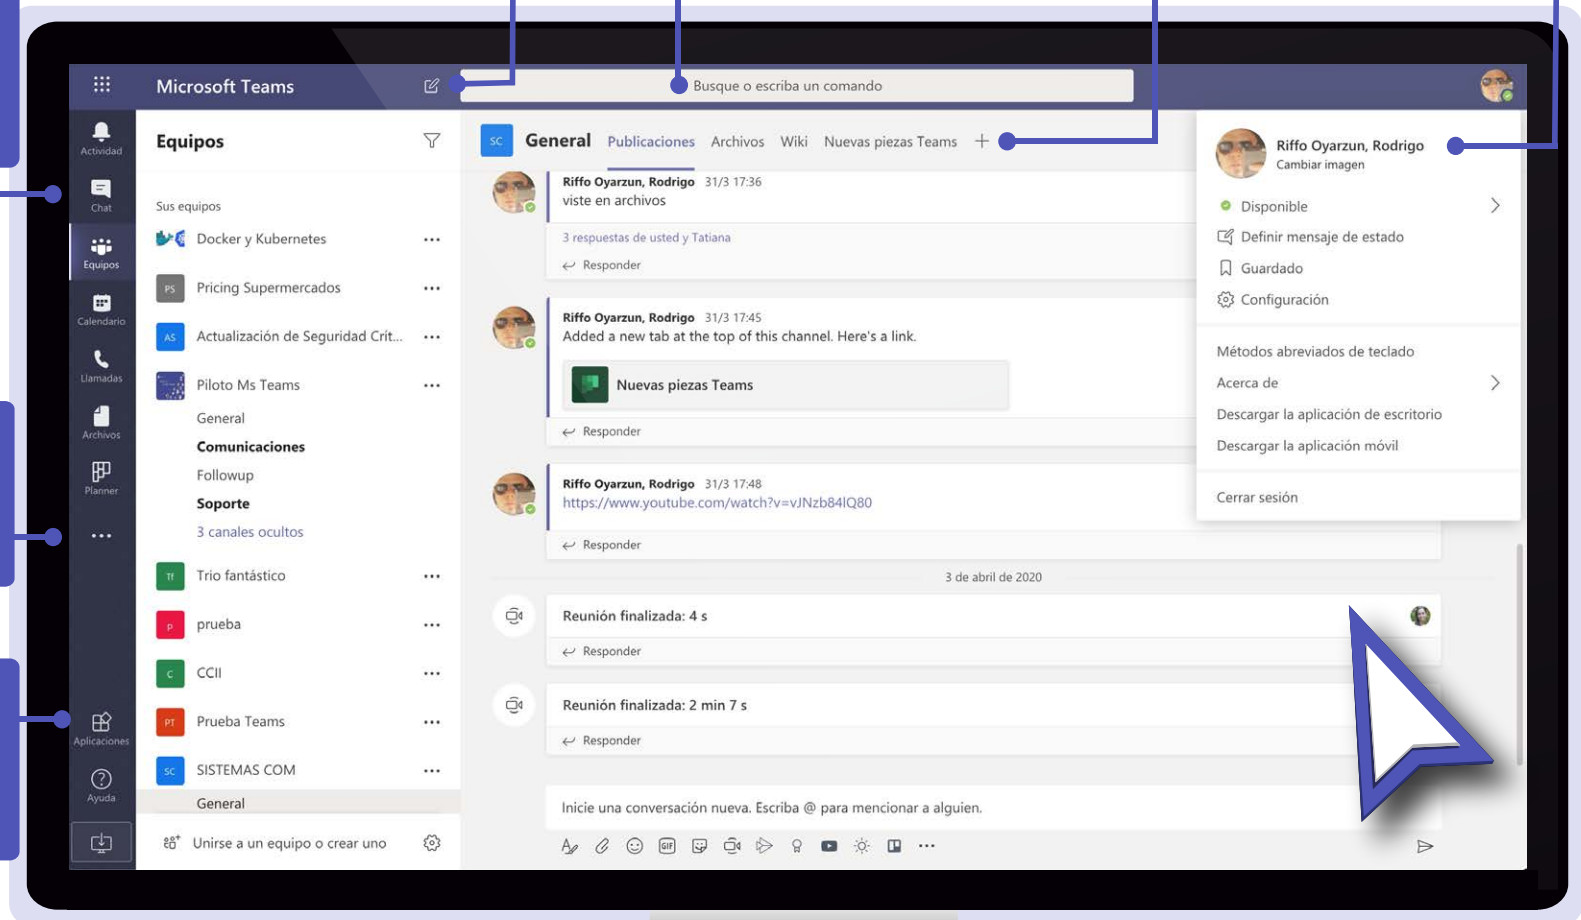 Microsoft Teams
Busque o escriba un comando
Actividad
Chat
Equipos
Calendario
Llamadas
Archivos
Planner
Aplicaciones
Ayuda
Equipos
Sus equipos
Docker y Kubernetes
PS Pricing Supermercados
AS Actualización de Seguridad Crít...
Piloto Ms Teams
General
Comunicaciones
Followup
Soporte
3 canales ocultos
Tf Trio fantástico
p prueba
C CCII
PT Prueba Teams
SC SISTEMAS COM
General
Unirse a un equipo o crear uno
SC General Publicaciones Archivos Wiki Nuevas piezas Teams
Riffo Oyarzun, Rodrigo 31/3 17:36
viste en archivos
3 respuestas de usted y Tatiana
Responder
Riffo Oyarzun, Rodrigo 31/3 17:45
Added a new tab at the top of this channel. Here's a link.
Nuevas piezas Teams
Responder
Riffo Oyarzun, Rodrigo 31/3 17:48
https://www.youtube.com/watch?v=vJNzb84lQ80
Responder
3 de abril de 2020
Reunión finalizada: 4 s
Responder
Reunión finalizada: 2 min 7 s
Responder
Inicie una conversación nueva. Escriba @ para mencionar a alguien.
GIF
Riffo Oyarzun, Rodrigo
Cambiar imagen
Disponible
Definir mensaje de estado
Guardado
Configuración
Métodos abreviados de teclado
Acerca de
Descargar la aplicación de escritorio
Descargar la aplicación móvil
Cerrar sesión